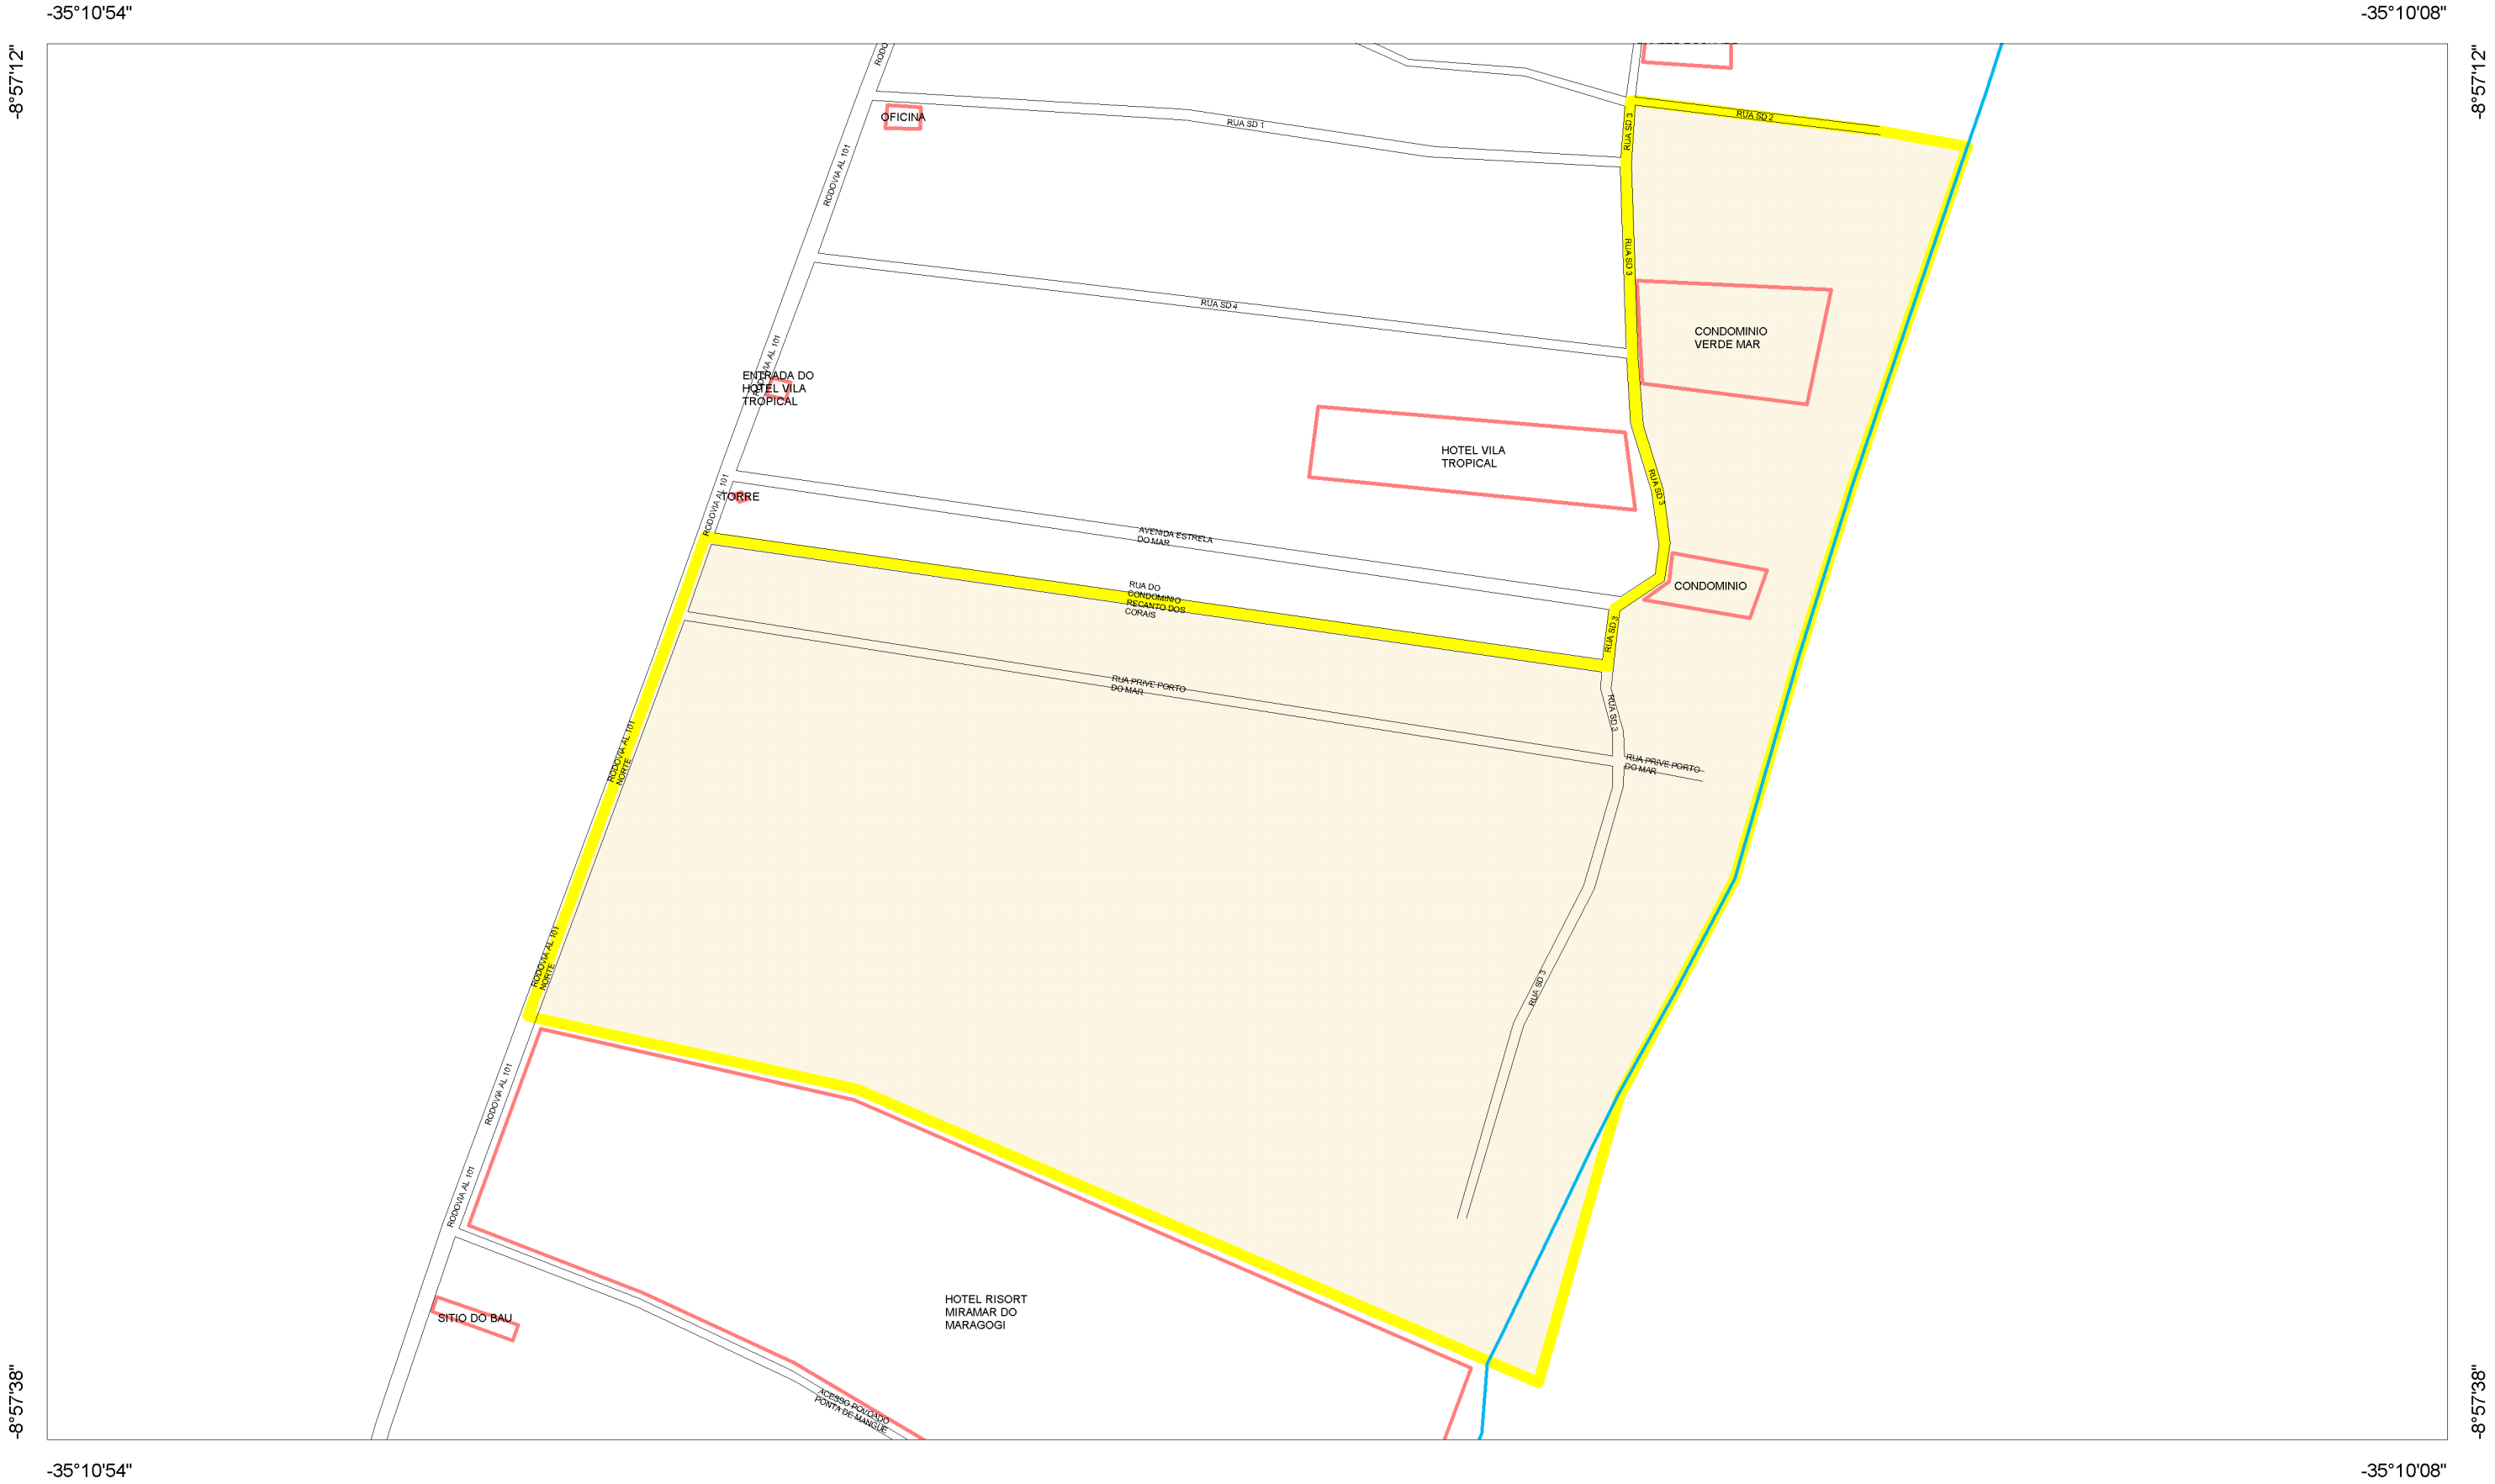 -35°10'54"
-35°10'08"
-8°57'12"
-8°57'12"
RODO
OFICINA
RUA SD 1
RUA SD 2
RUA SD 3
RODOVIA AL 101
RUA SD 3
RUA SD 4
CONDOMINIO
VERDE MAR
RODOVIA AL 101
ENTRADA DO
HOTEL VILA
TROPICAL
HOTEL VILA
TROPICAL
RUA SD 3
TORRE
RODOVIA AL 101
AVENIDA ESTRELA
DO MAR
RUA DO
CONDOMINIO
RECANTO DOS
CORAIS
CONDOMINIO
RUA SD 3
RUA PRIVE PORTO
DO MAR
RUA SD 3
RODOVIA AL 101
NORTE
RUA PRIVE PORTO
DO MAR
RODOVIA AL 101
NORTE
RUA SD 3
RODOVIA AL 101
RODOVIA AL 101
HOTEL RISORT
MIRAMAR DO
MARAGOGI
SITIO DO BAU
ACESSO POVOADO
PONTA DE MANGUE
-8°57'38"
-8°57'38"
-35°10'54"
-35°10'08"